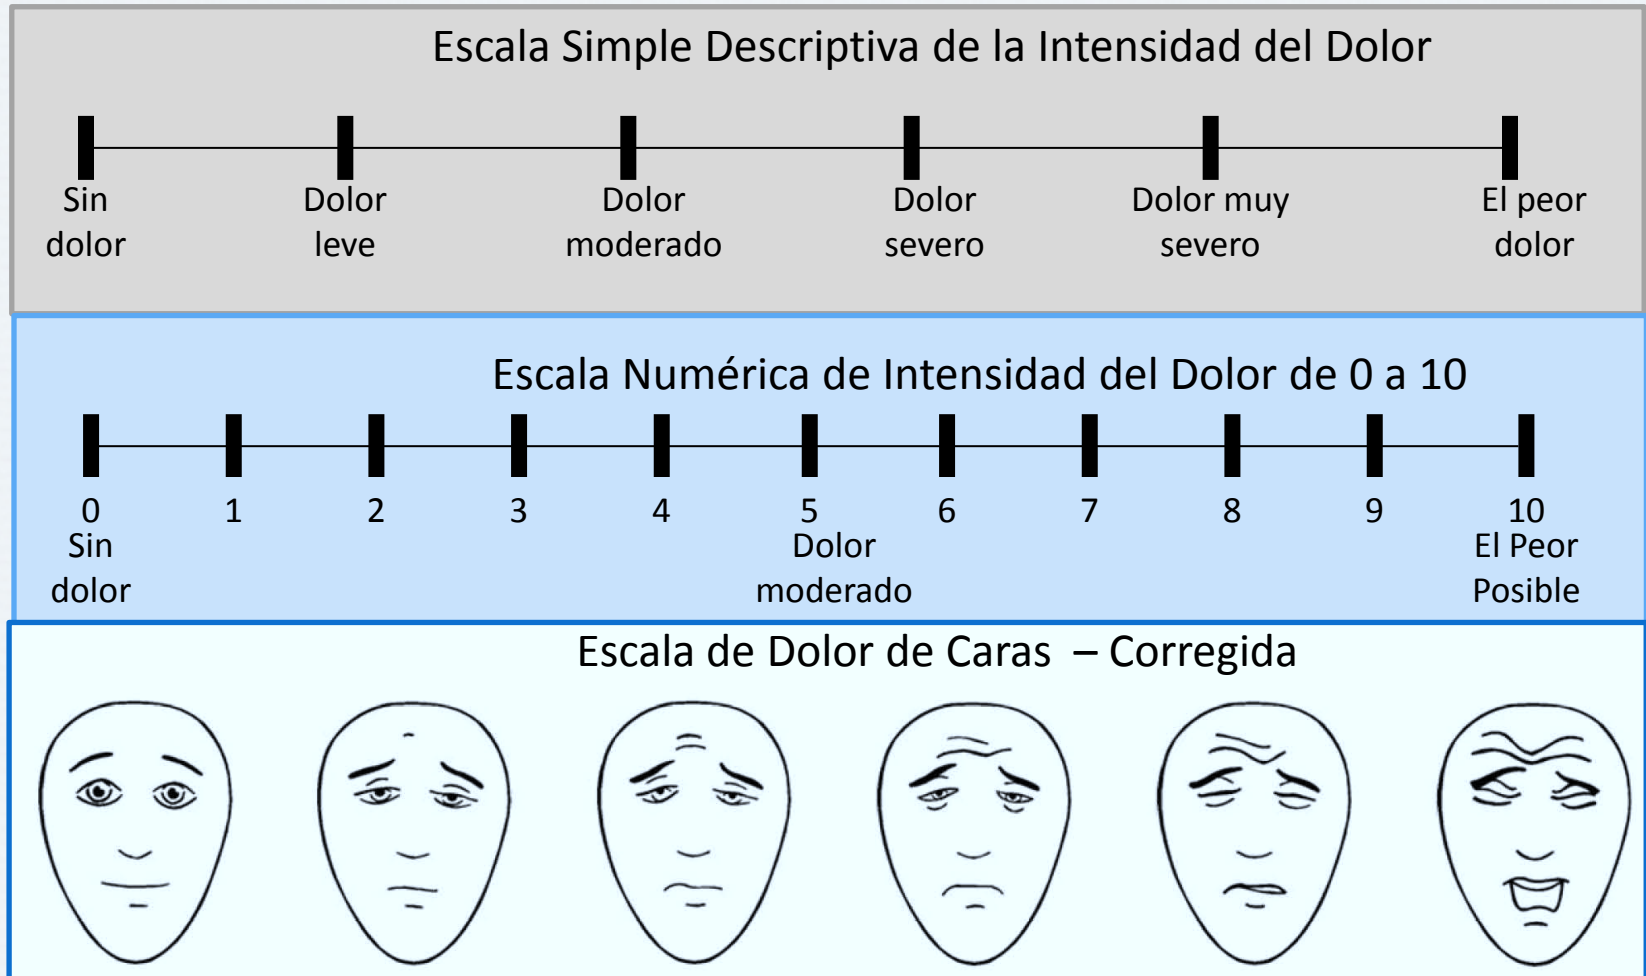 Escala Simple Descriptiva de la Intensidad del Dolor
Sin Dolor Dolor Dolor Dolor muy El peor
dolor leve moderado severo severo dolor
Escala Numérica de Intensidad del Dolor de 0 a 10
0 1 2 3 4 5 6 7 8 9 10
Sin Dolor El Peor
dolor moderado Posible
Escala de Dolor de Caras – Corregida